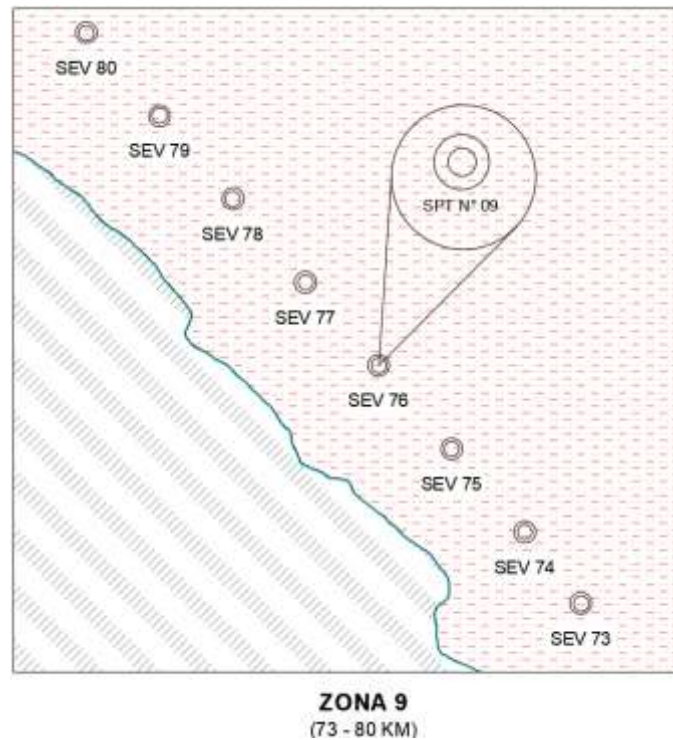 SEV 80
SEV 79
SPT N° 09
SEV 78
SEV 77
SEV 76
SEV 75
SEV 74
SEV 73
ZONA 9
(73 - 80 KM)